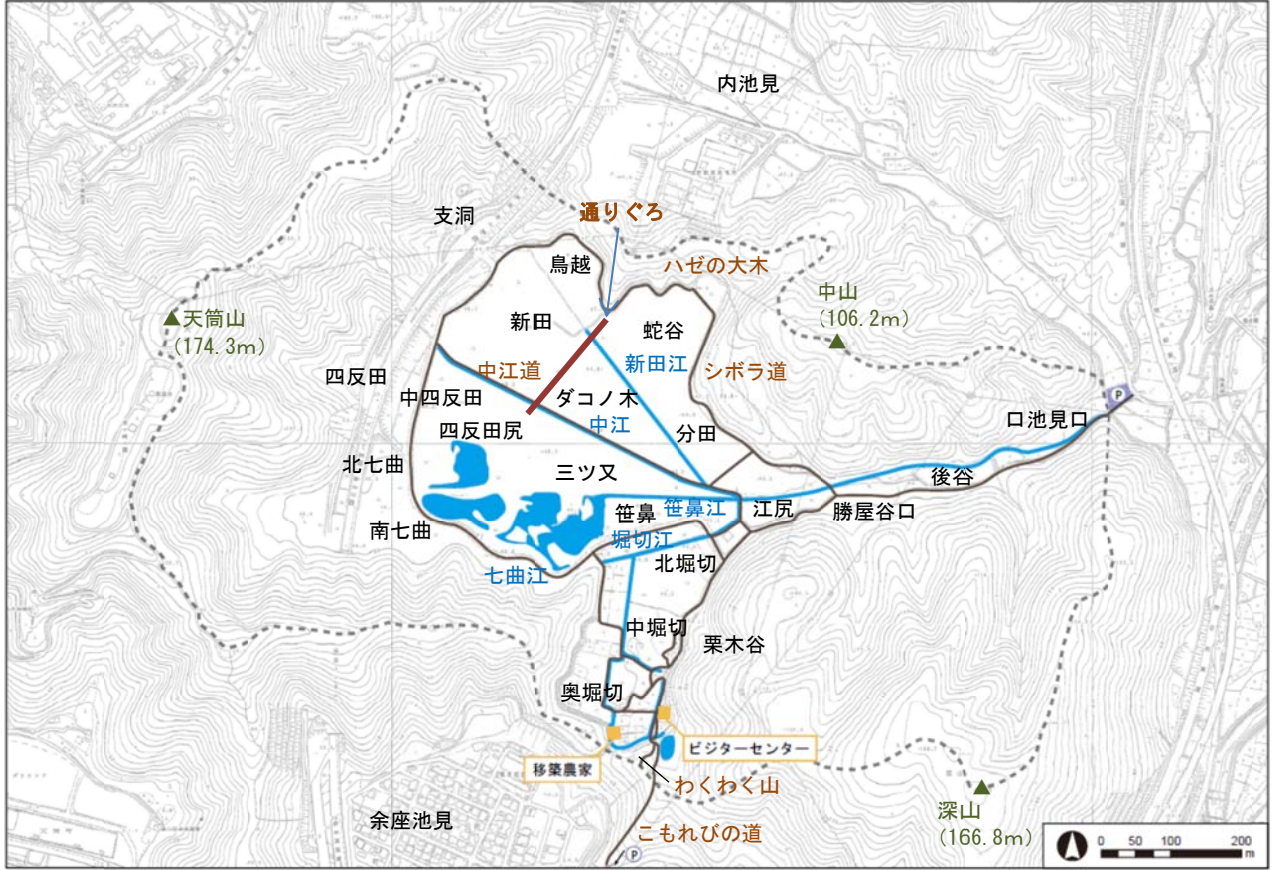 内池見
支洞
通りぐろ
鳥越
ハゼの大木
中山
(106.2m)
▲天筒山
(174.3m)
新田
蛇谷
新田江
シボラ道
四反田
中江道
中四反田
ダコノ木
中江
四反田尻
分田
口池見口
P
北七曲
三ツ又
後谷
笹鼻
笹鼻江
江尻
勝屋谷口
南七曲
堀切江
北堀切
七曲江
中堀切
栗木谷
奥堀切
ビジターセンター
移築農家
わくわく山
余座池見
こもれびの道
P
深山
(166.8m)
0 50 100 200
m